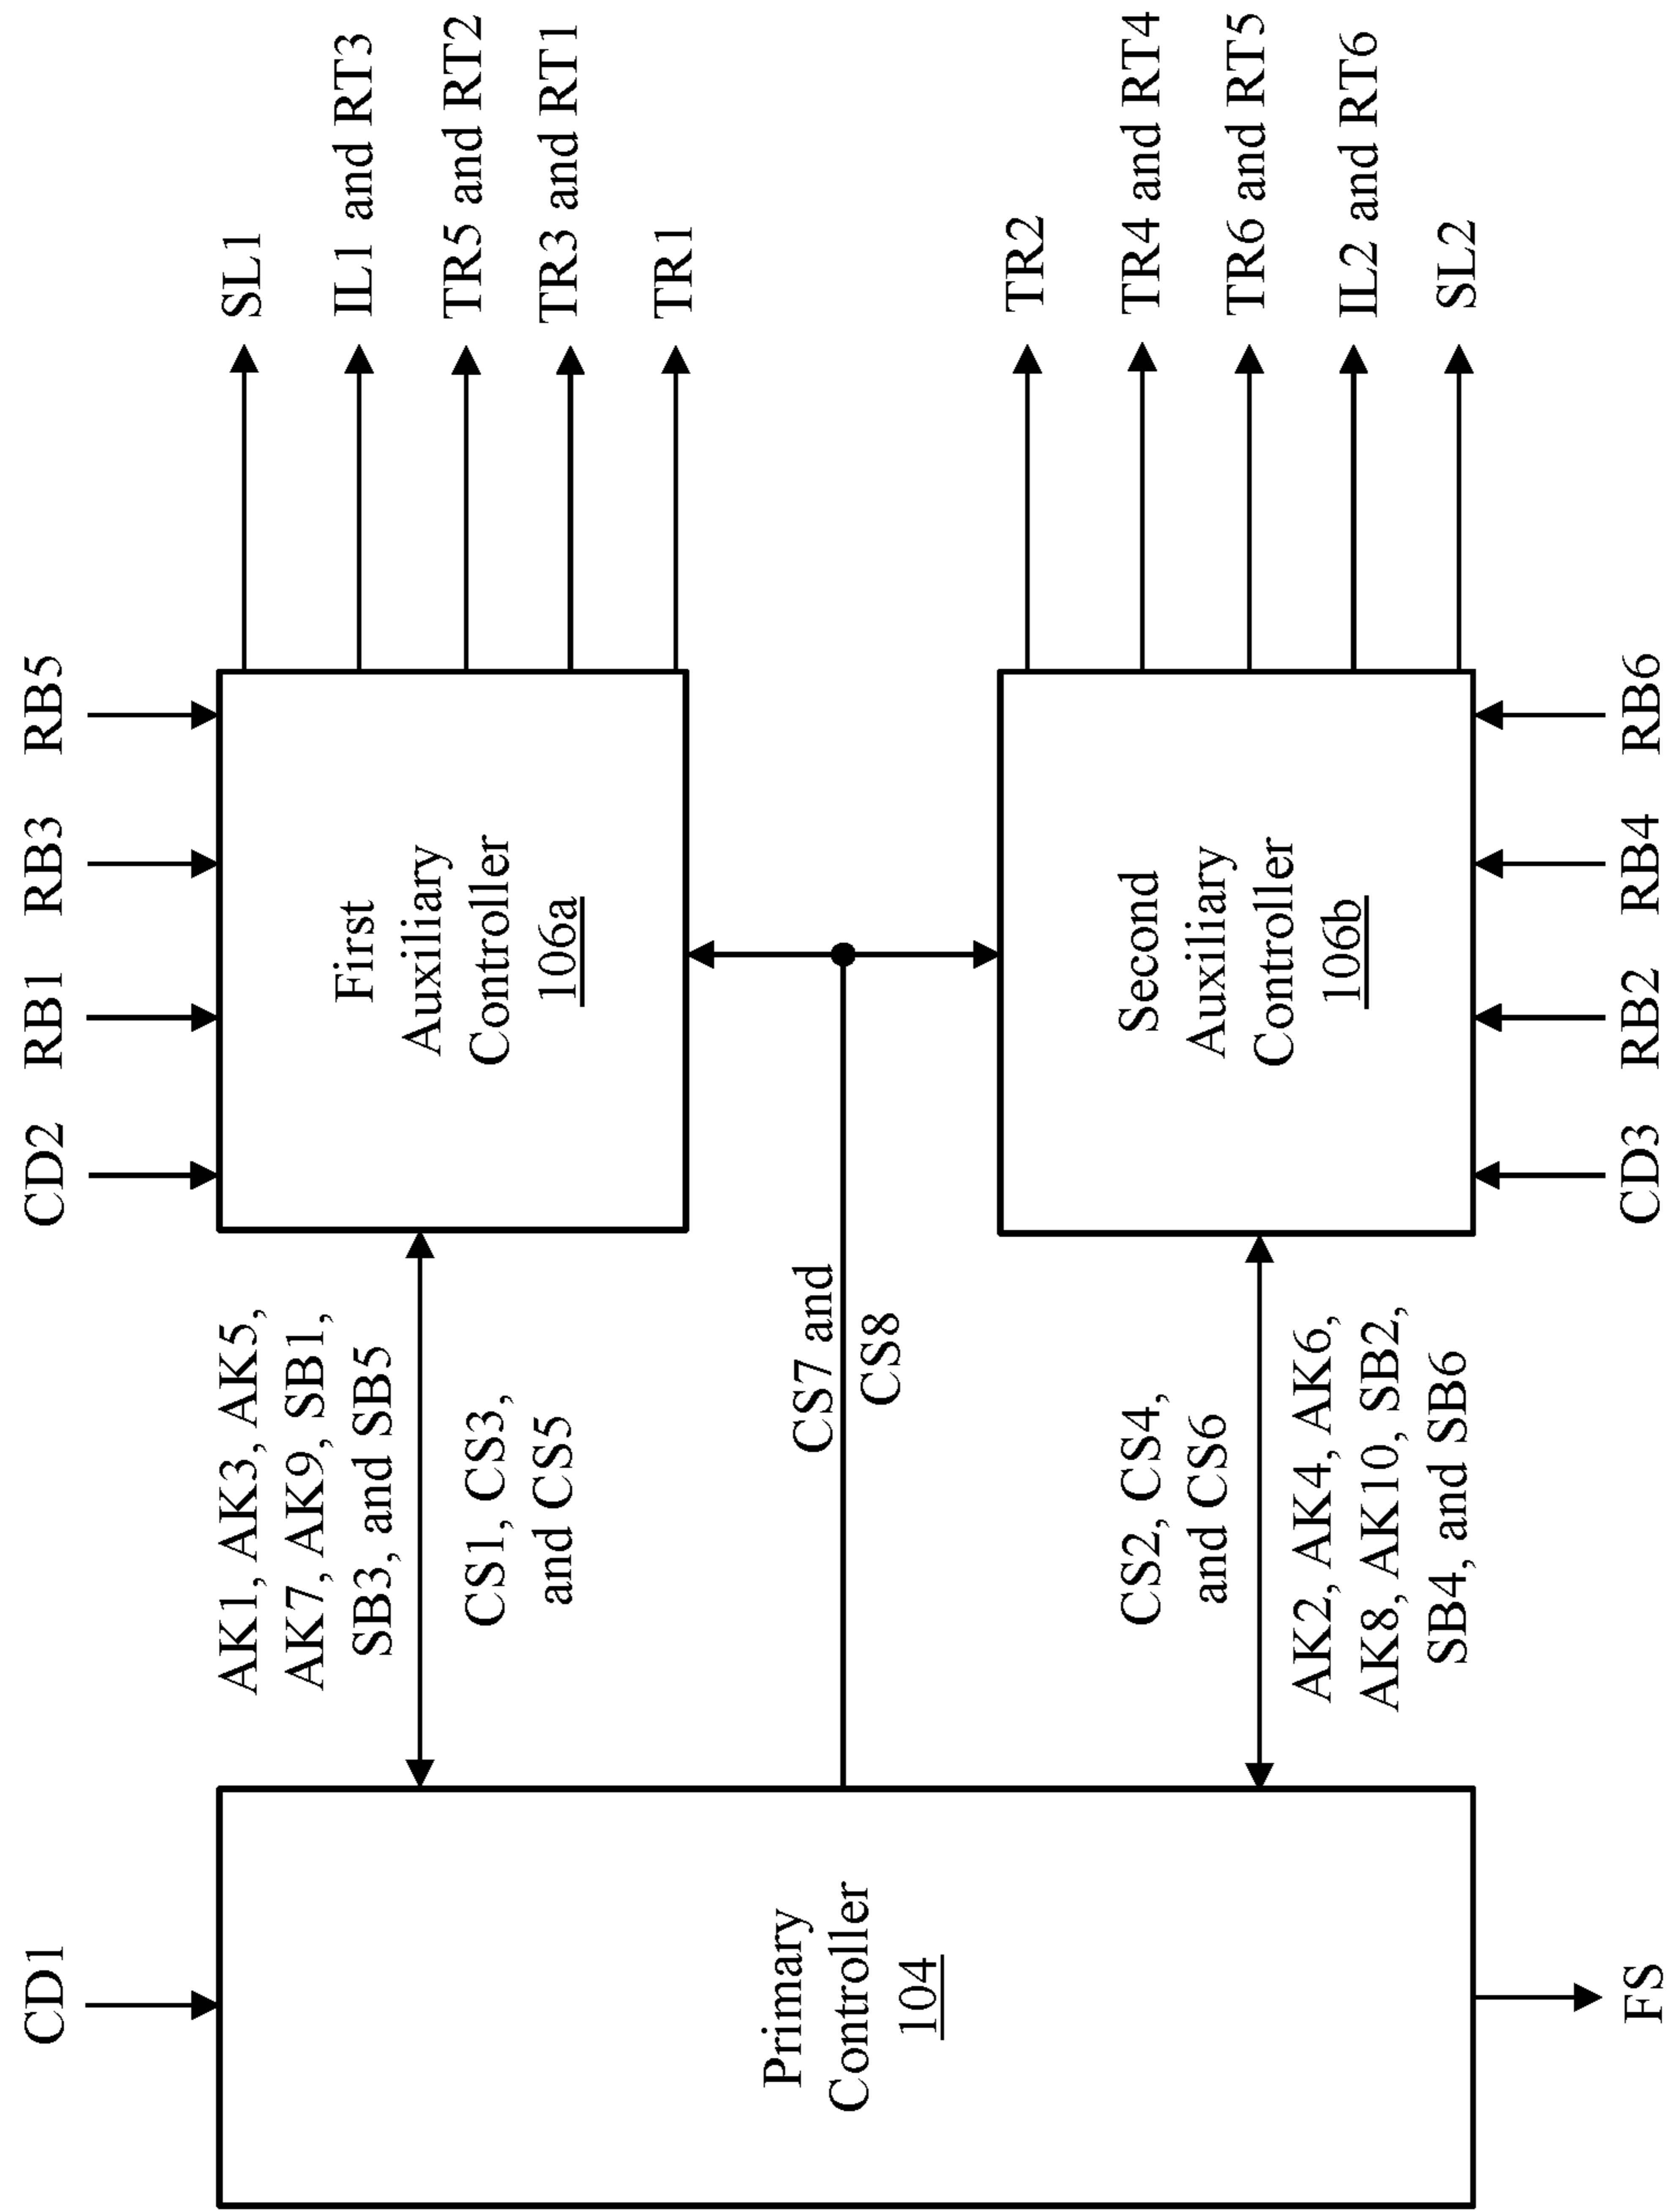 CD1
CD2
RB1
RB3
RB5
AK1, AK3, AK5,
AK7, AK9, SB1,
SB3, and SB5
CS1, CS3,
and CS5
First
Auxiliary
Controller
106a
SL1
IL1 and RT3
TR5 and RT2
TR3 and RT1
TR1
Primary
Controller
104
CS7 and
CS8
CS2, CS4,
and CS6
AK2, AK4, AK6,
AK8, AK10, SB2,
SB4, and SB6
Second
Auxiliary
Controller
106b
TR2
TR4 and RT4
TR6 and RT5
IL2 and RT6
SL2
FS
CD3
RB2
RB4
RB6